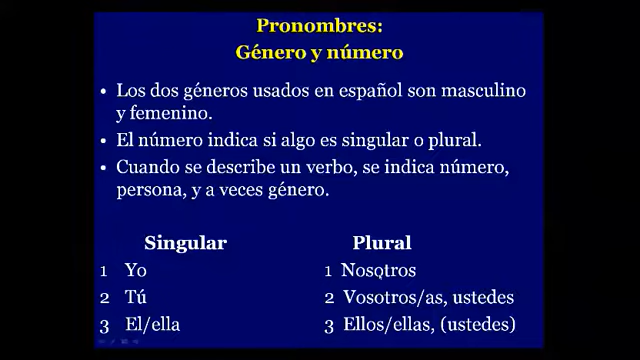 Pronombres:
Género y número
• Los dos géneros usados en español son masculino
y femenino.
• El número indica si algo es singular o plural.
• Cuando se describe un verbo, se indica número,
persona, y a veces género.
Singular Plural
1 Yo 1 Nosotros
2 Tú 2 Vosotros/as, ustedes
3 El/ella 3 Ellos/ellas, (ustedes)